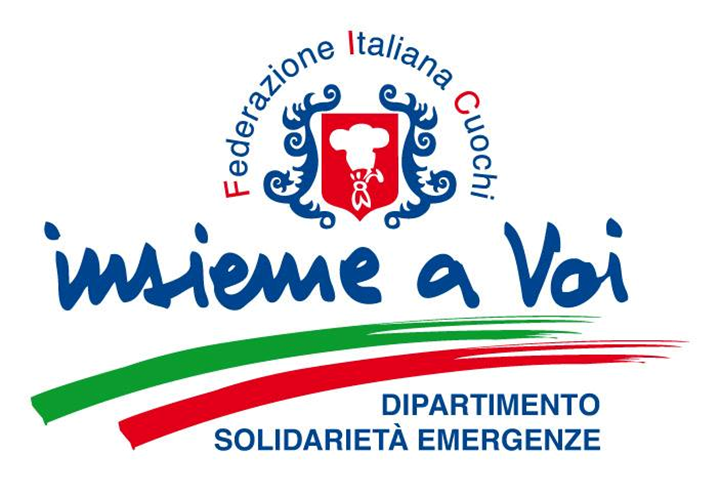 Federazione Italiana Cuochi
insieme a Voi
DIPARTIMENTO
SOLIDARIETÀ EMERGENZE